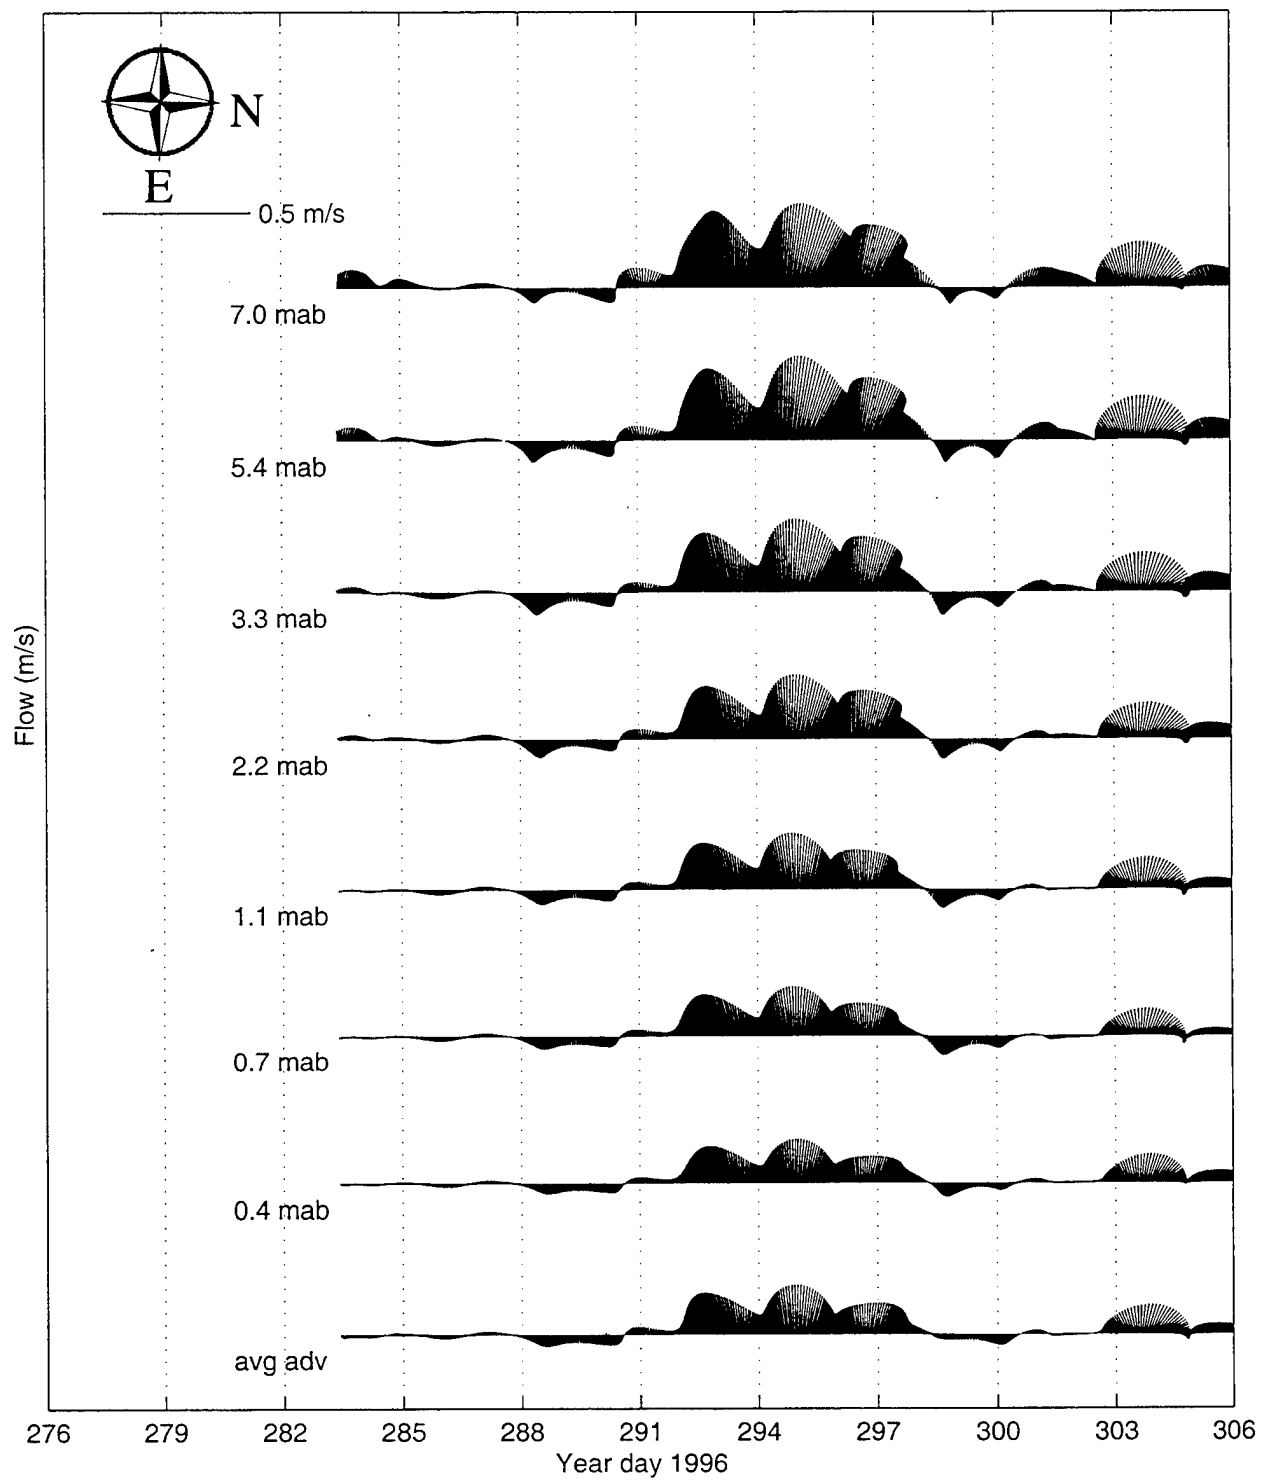 N
E
0.5 m/s
7.0 mab
5.4 mab
3.3 mab
2.2 mab
1.1 mab
0.7 mab
0.4 mab
avg adv
Flow (m/s)
276 279 282 285 288 291 294 297 300 303 306
Year day 1996